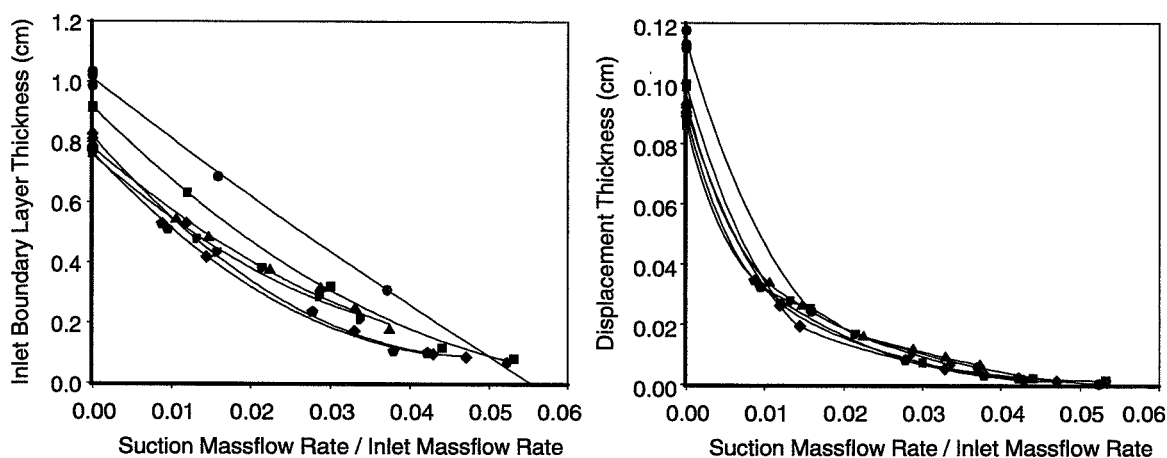 Inlet Boundary Layer Thickness (cm)
1.2
1.0
0.8
0.6
0.4
0.2
0.0
0.00 0.01 0.02 0.03 0.04 0.05 0.06
Suction Massflow Rate / Inlet Massflow Rate
Displacement Thickness (cm)
0.12
0.10
0.08
0.06
0.04
0.02
0.00
0.00 0.01 0.02 0.03 0.04 0.05 0.06
Suction Massflow Rate / Inlet Massflow Rate